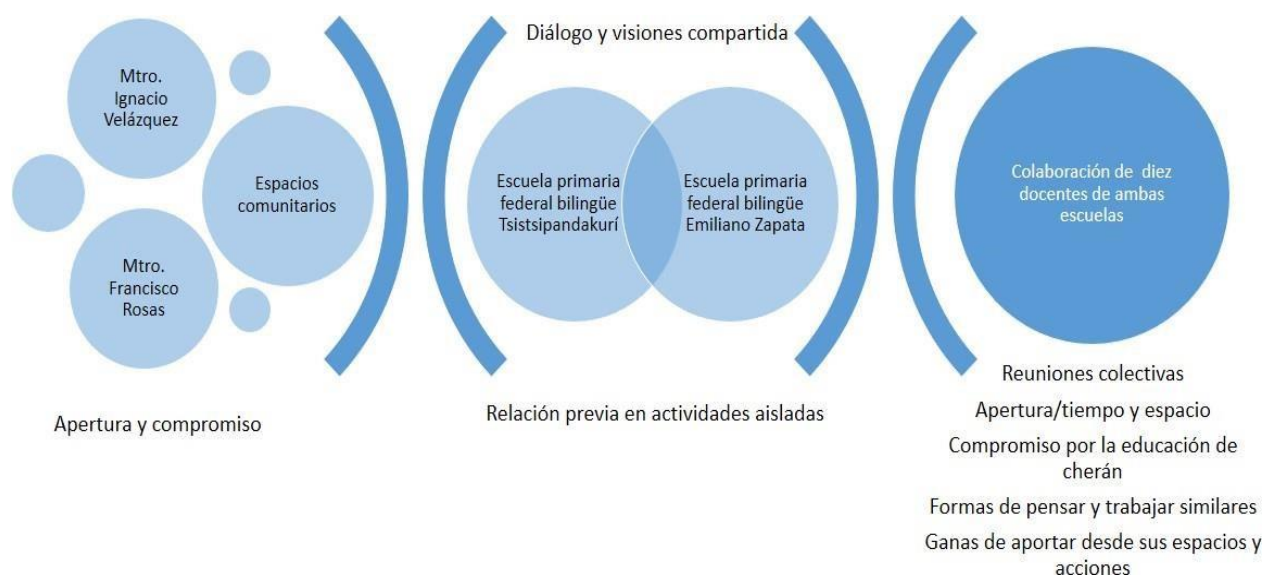 Mtro.
Ignacio
Velázquez
Espacios
comunitarios
Mtro.
Francisco
Rosas
Apertura y compromiso
Diálogo y visiones compartida
Escuela primaria
federal bilingüe
Tsistsipandakurí
Escuela primaria
federal bilingüe
Emiliano Zapata
Relación previa en actividades aisladas
Colaboración de diez
docentes de ambas
escuelas
Reuniones colectivas
Apertura/tiempo y espacio
Compromiso por la educación de
cherán
Formas de pensar y trabajar similares
Ganas de aportar desde sus espacios y
acciones